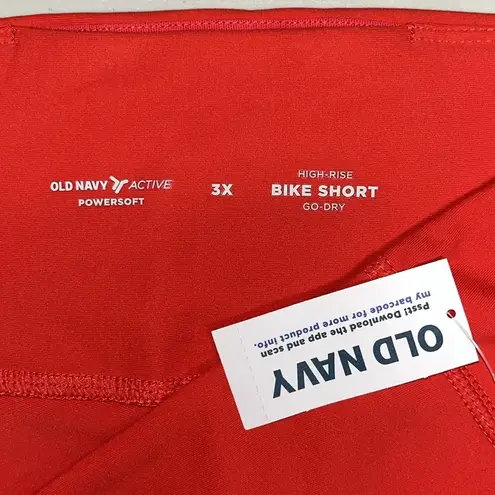 OLD NAVY ACTIVE
POWERSOFT
3X
HIGH-RISE
BIKE SHORT
GO-DRY
OLD NAVY
Psst! Download the app and scan
my barcode for more product info.